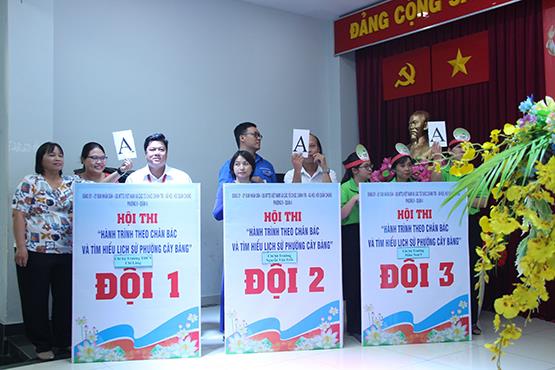 ĐẢNG CỘNG SẢ
A
A
A
HỘI THI
"HÀNH TRÌNH THEO CHÂN BÁC
VÀ TÌM HIỂU LỊCH SỬ PHƯỜNG CÂY BÀNG"
ĐỘI 1
HỘI THI
"HÀNH TRÌNH THEO CHÂN BÁC
VÀ TÌM HIỂU LỊCH SỬ PHƯỜNG CÂY BÀNG"
ĐỘI 2
HỘI THI
"HÀNH TRÌNH THEO CHÂN BÁC
VÀ TÌM HIỂU LỊCH SỬ PHƯỜNG CÂY BÀNG"
ĐỘI 3